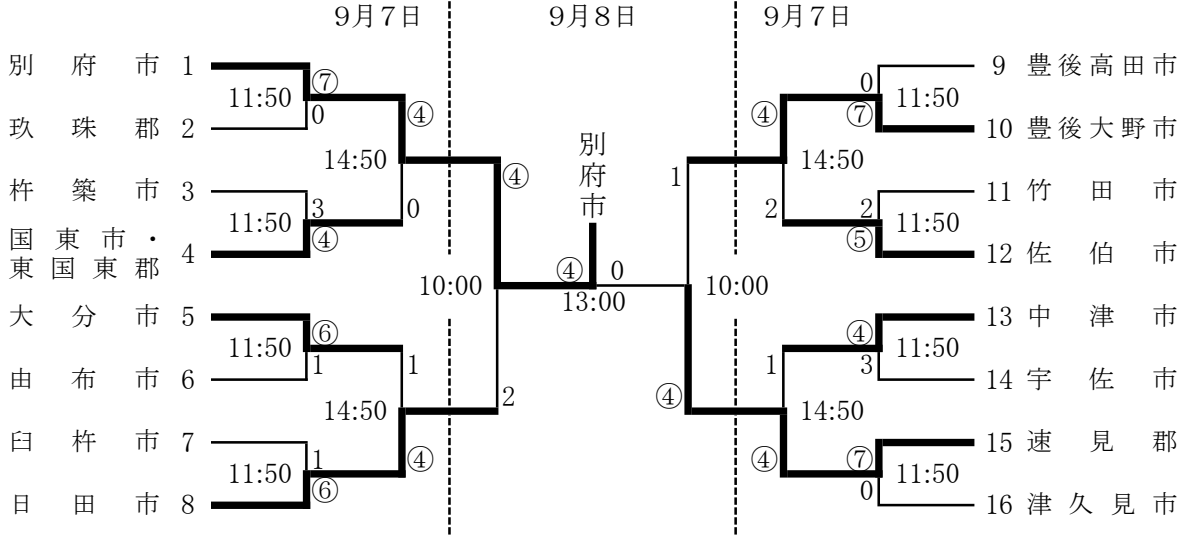 9月7日 9月8日 9月7日
別府市 1
⑦
11:50
0
玖珠郡 2
④
14:50
0
杵築市 3
3
11:50
④
国東市・
東国東郡 4
④
10:00
2
大分市 5
⑥
11:50
1
由布市 6
1
14:50
④
臼杵市 7
1
11:50
⑥
日田市 8
別府市
④ 0
13:00
9 豊後高田市
0
11:50
⑦
10 豊後大野市
④
14:50
2
11 竹田市
2
11:50
⑤
12 佐伯市
1
10:00
④
13 中津市
④
11:50
3
14 宇佐市
1
14:50
④
15 速見郡
⑦
11:50
0
16 津久見市